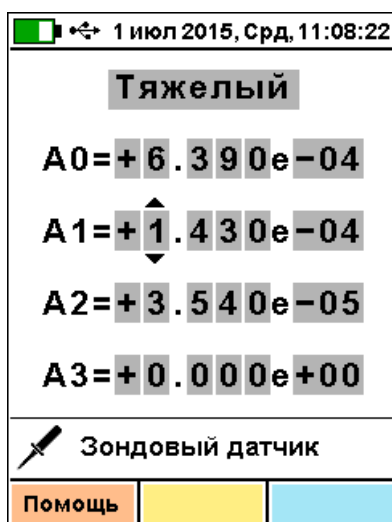 1 июл 2015, Срд, 11:08:22
Тяжелый
A0=+6.390e−04
A1=+1.430e−04
A2=+3.540e−05
A3=+0.000e+00
Зондовый датчик
Помощь